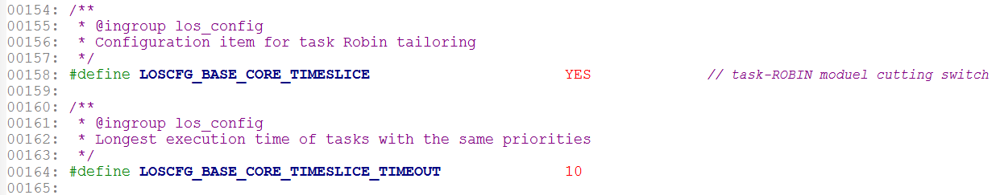 00154: /**
00155:  * @ingroup los_config
00156:  * Configuration item for task Robin tailoring
00157:  */
00158: #define LOSCFG_BASE_CORE_TIMESLICE                      YES             // task-ROBIN moduel cutting switch
00159:
00160: /**
00161:  * @ingroup los_config
00162:  * Longest execution time of tasks with the same priorities
00163:  */
00164: #define LOSCFG_BASE_CORE_TIMESLICE_TIMEOUT              10
00165: